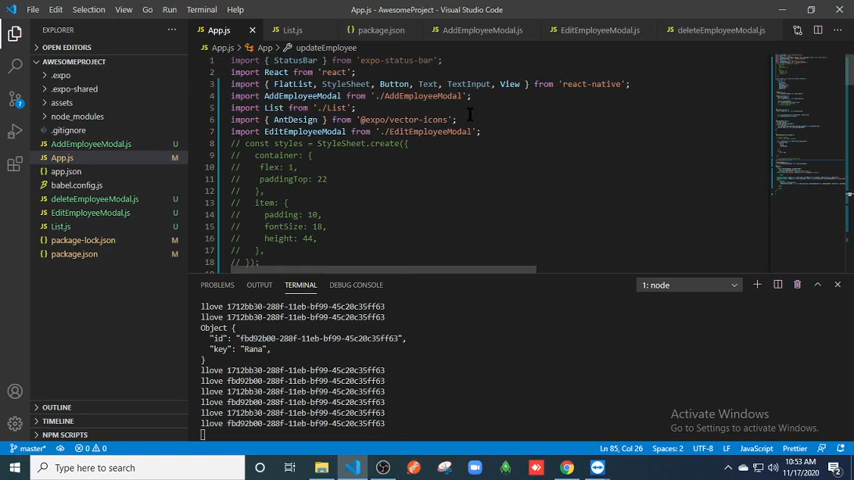 File Edit Selection View Go Run Terminal Help
App.js - AwesomeProject - Visual Studio Code
EXPLORER
App.js
List.js
package.json
AddEmployeeModal.js
EditEmployeeModal.js
deleteEmployeeModal.js
OPEN EDITORS
App.js > App > updateEmployee
AWESOMEPROJECT
.expo
.expo-shared
assets
node_modules
.gitignore
AddEmployeeModal.js U
App.js M
app.json
babel.config.js
deleteEmployeeModal.js U
EditEmployeeModal.js U
List.js U
package-lock.json M
package.json M
OUTLINE
TIMELINE
NPM SCRIPTS
1 import { StatusBar } from 'expo-status-bar';
2 import React from 'react';
3 import { FlatList, StyleSheet, Button, Text, TextInput, View } from 'react-native';
4 import AddEmployeeModal from './AddEmployeeModal';
5 import List from './List';
6 import { AntDesign } from '@expo/vector-icons';
7 import EditEmployeeModal from './EditEmployeeModal';
8 // const styles = StyleSheet.create({
9 // container: {
10 // flex: 1,
11 // paddingTop: 22
12 // },
13 // item: {
14 // padding: 10,
15 // fontSize: 18,
16 // height: 44,
17 // },
18 // });
PROBLEMS OUTPUT TERMINAL DEBUG CONSOLE
1: node
llove 1712bb30-288f-11eb-bf99-45c20c35ff63
llove 1712bb30-288f-11eb-bf99-45c20c35ff63
Object {
"id": "fbd92b00-288f-11eb-bf99-45c20c35ff63",
"key": "Rana",
}
llove 1712bb30-288f-11eb-bf99-45c20c35ff63
llove fbd92b00-288f-11eb-bf99-45c20c35ff63
llove 1712bb30-288f-11eb-bf99-45c20c35ff63
llove fbd92b00-288f-11eb-bf99-45c20c35ff63
llove 1712bb30-288f-11eb-bf99-45c20c35ff63
llove fbd92b00-288f-11eb-bf99-45c20c35ff63
Activate Windows
Go to Settings to activate Windows.
master* 0 0
Ln 85, Col 26 Spaces: 2 UTF-8 LF JavaScript Prettier
Type here to search
10:53 AM
11/17/2020